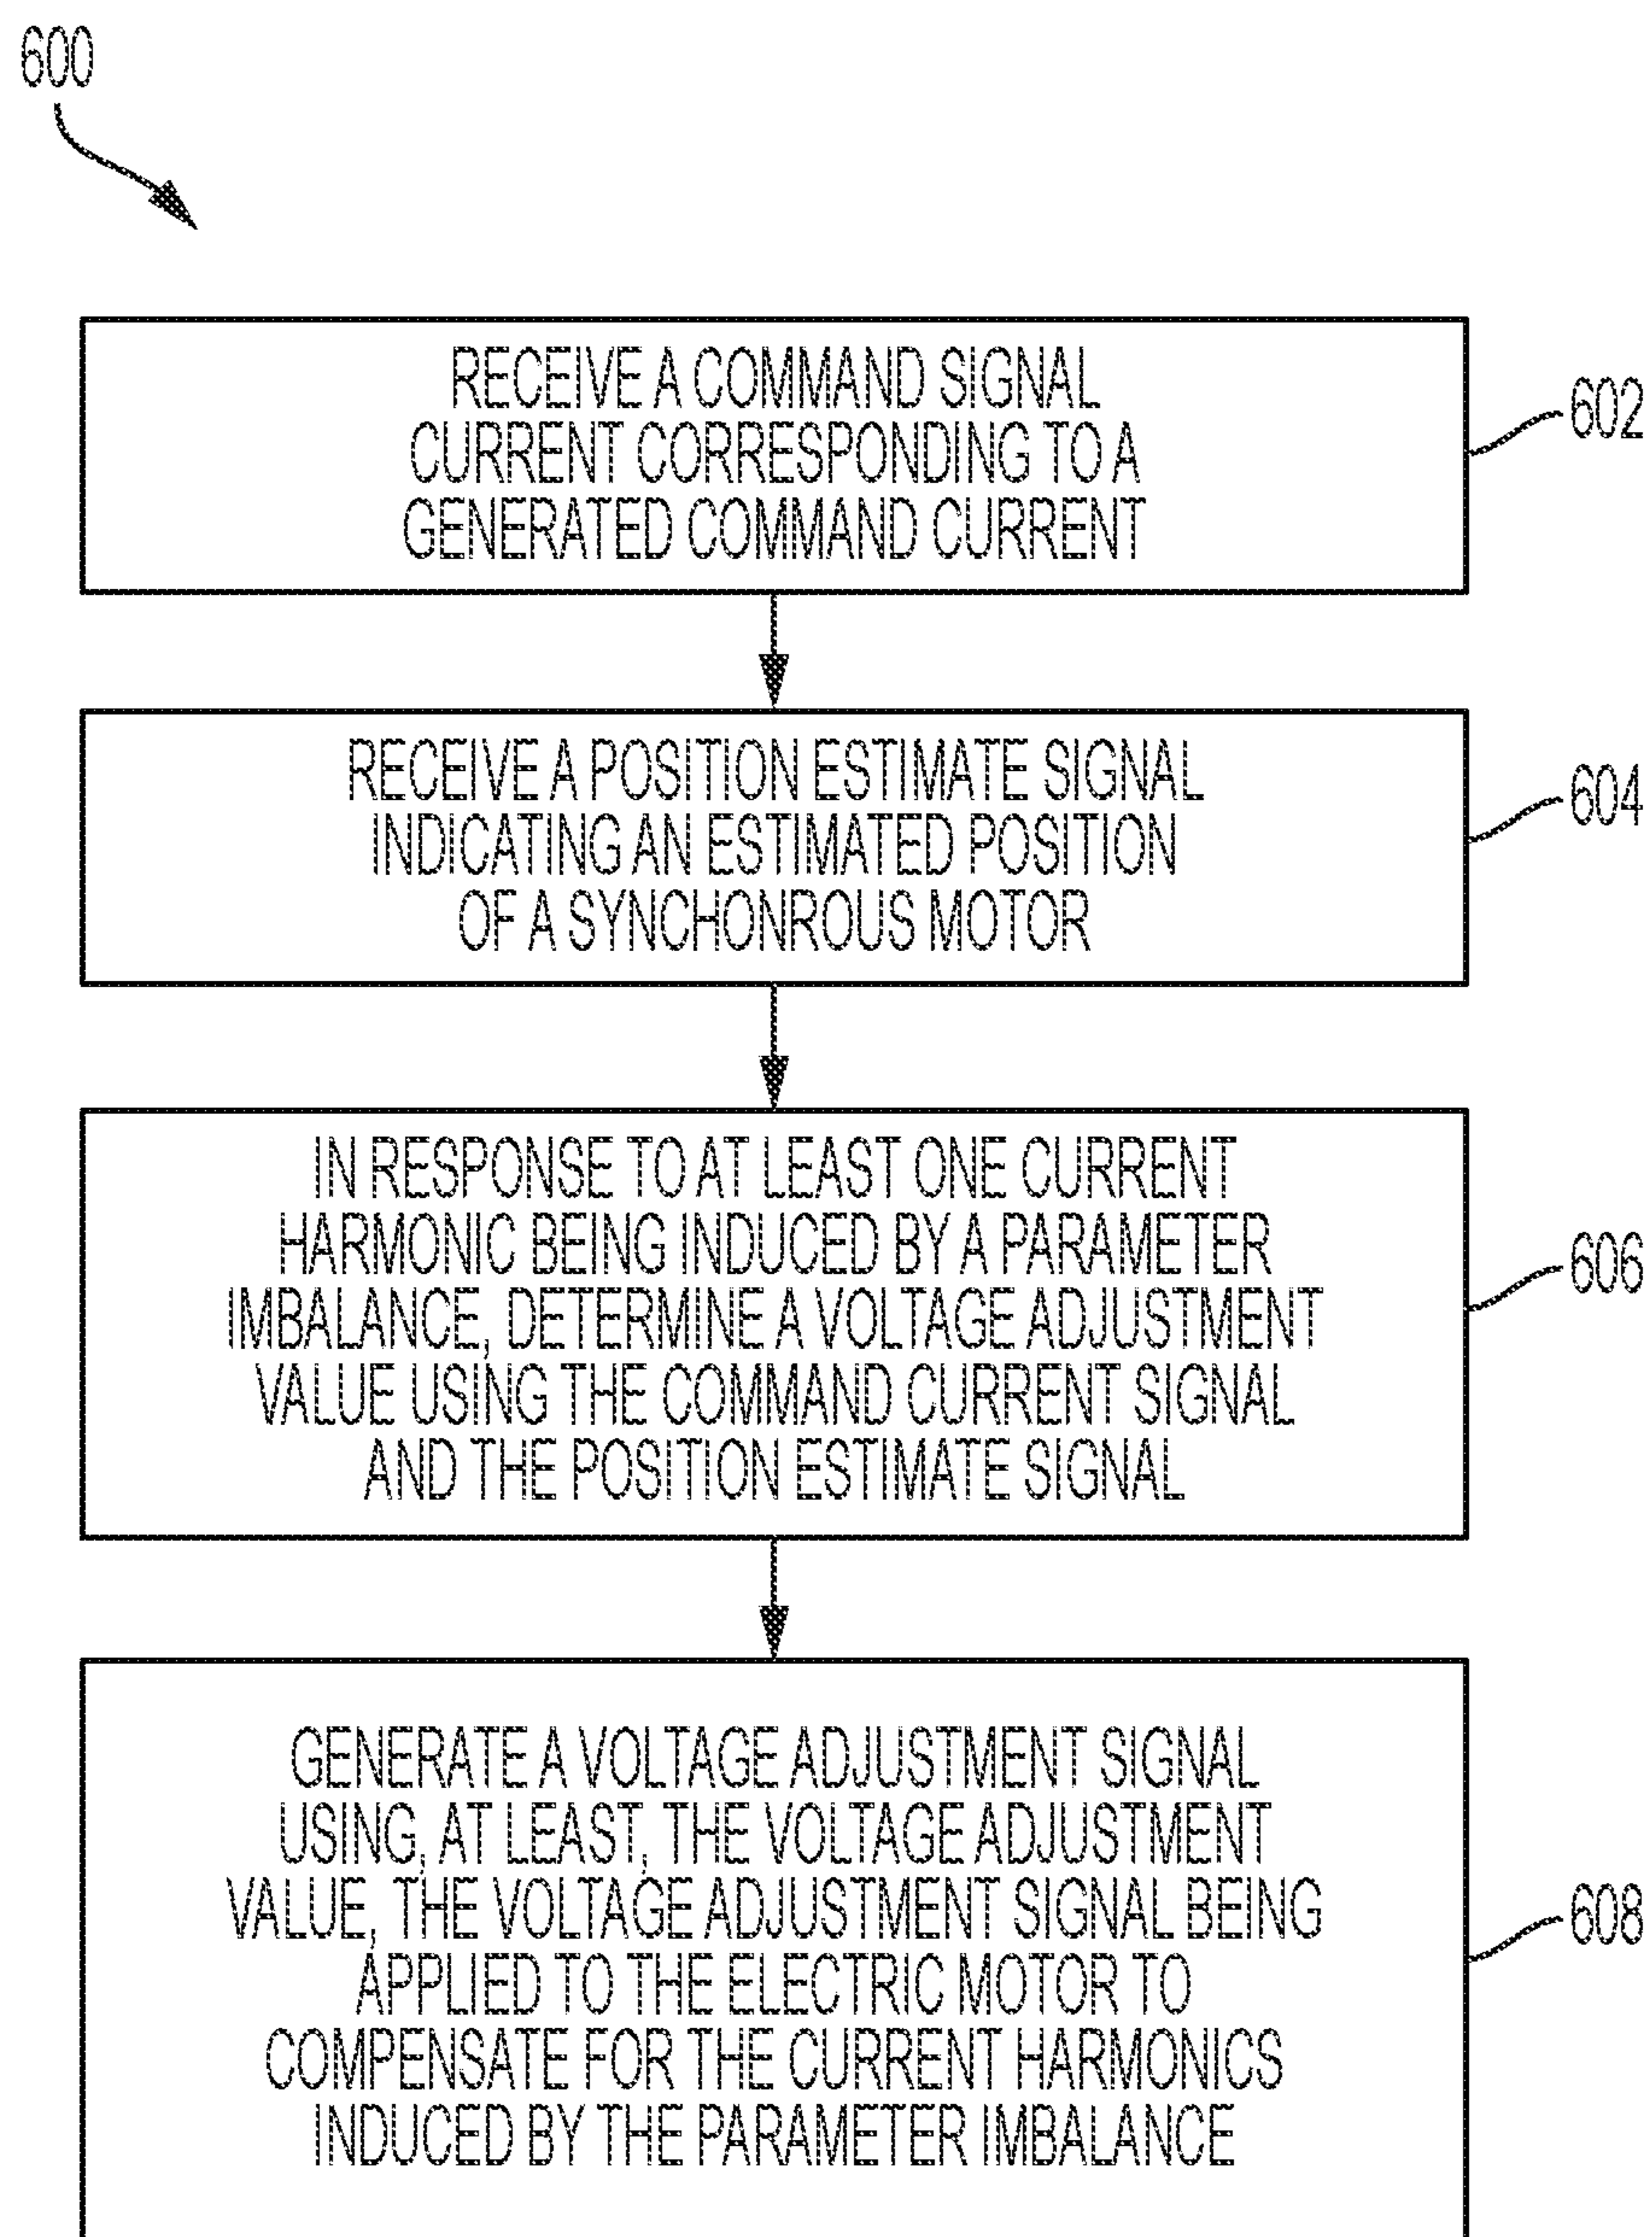 600
RECEIVE A COMMAND SIGNAL
CURRENT CORRESPONDING TO A
GENERATED COMMAND CURRENT
602
RECEIVE A POSITION ESTIMATE SIGNAL
INDICATING AN ESTIMATED POSITION
OF A SYNCHONROUS MOTOR
604
IN RESPONSE TO AT LEAST ONE CURRENT
HARMONIC BEING INDUCED BY A PARAMETER
IMBALANCE, DETERMINE A VOLTAGE ADJUSTMENT
VALUE USING THE COMMAND CURRENT SIGNAL
AND THE POSITION ESTIMATE SIGNAL
606
GENERATE A VOLTAGE ADJUSTMENT SIGNAL
USING, AT LEAST, THE VOLTAGE ADJUSTMENT
VALUE, THE VOLTAGE ADJUSTMENT SIGNAL BEING
APPLIED TO THE ELECTRIC MOTOR TO
COMPENSATE FOR THE CURRENT HARMONICS
INDUCED BY THE PARAMETER IMBALANCE
608